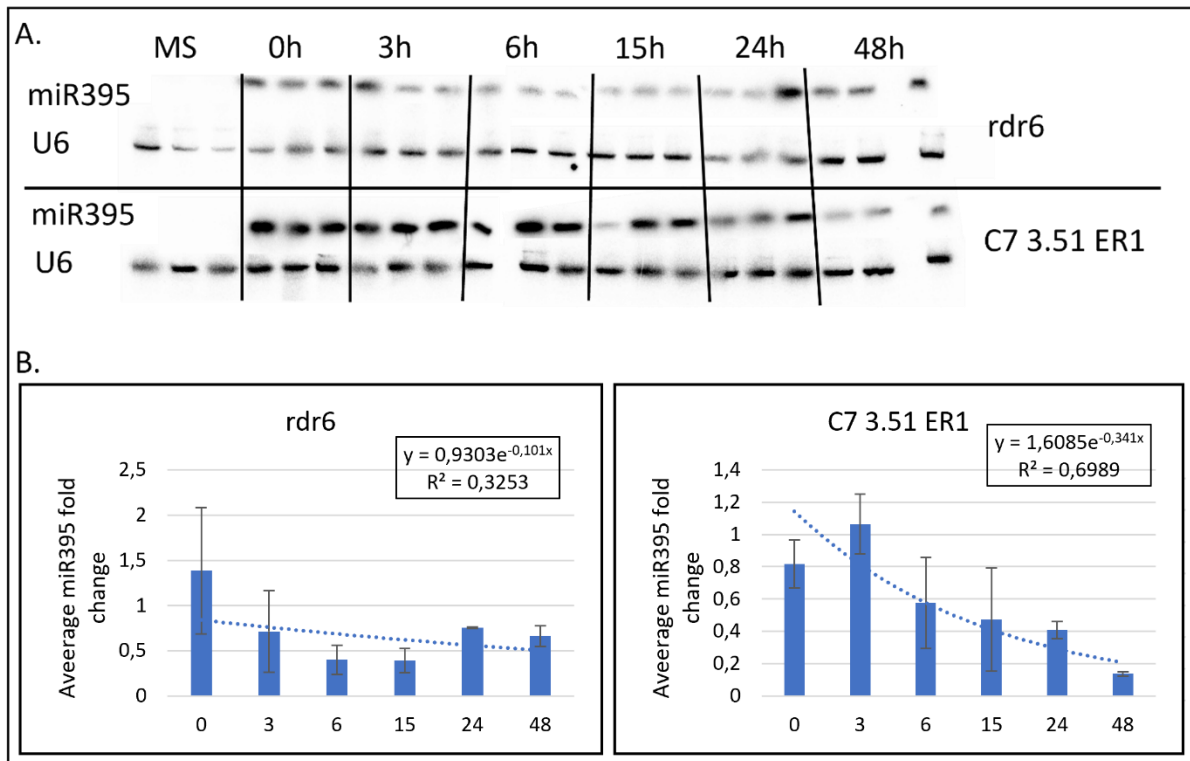 A.
MS 0h 3h 6h 15h 24h 48h
miR395
U6
rdr6
miR395
U6
C7 3.51 ER1
B.
rdr6
y = 0,9303e^-0,101x
R² = 0,3253
Aveerage miR395 fold
change
2,5
2
1,5
1
0,5
0
0 3 6 15 24 48
C7 3.51 ER1
y = 1,6085e^-0,341x
R² = 0,6989
Aveerage miR395 fold
change
1,4
1,2
1
0,8
0,6
0,4
0,2
0
0 3 6 15 24 48